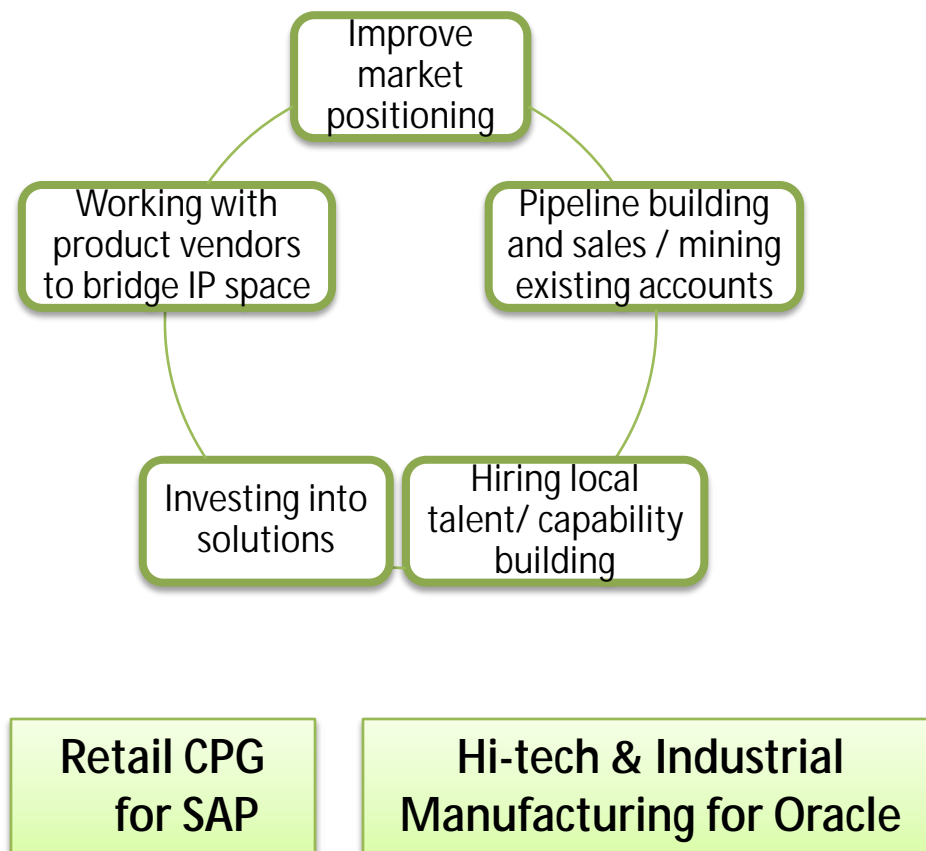 Improve
market
positioning
Working with
product vendors
to bridge IP space
Pipeline building
and sales / mining
existing accounts
Investing into
solutions
Hiring local
talent/ capability
building
Retail CPG
for SAP
Hi-tech & Industrial
Manufacturing for Oracle